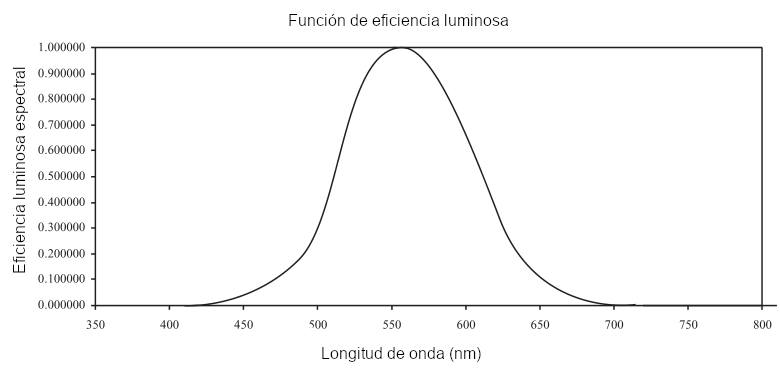 Función de eficiencia luminosa
Eficiencia luminosa espectral
1.000000
0.900000
0.800000
0.700000
0.600000
0.500000
0.400000
0.300000
0.200000
0.100000
0.000000
350 400 450 500 550 600 650 700 750 800
Longitud de onda (nm)